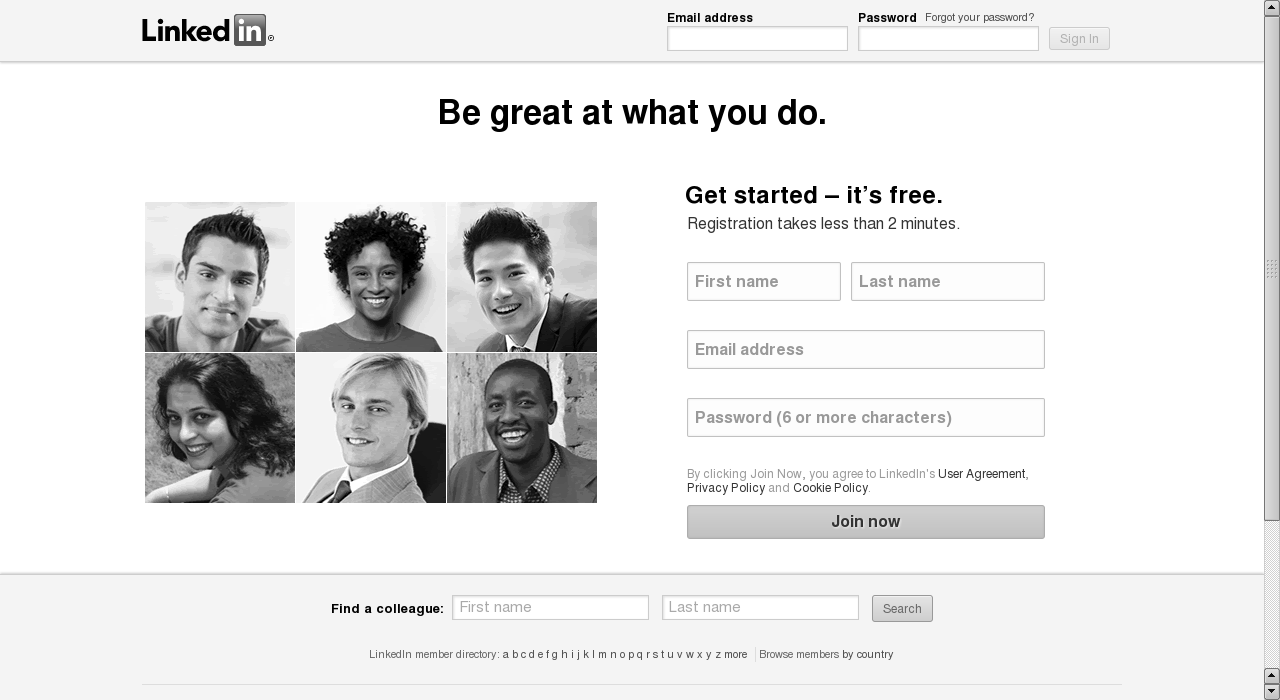 Linked in ®
Email address
Password Forgot your password?
Sign In
Be great at what you do.
Get started – it's free.
Registration takes less than 2 minutes.
First name
Last name
Email address
Password (6 or more characters)
By clicking Join Now, you agree to LinkedIn's User Agreement,
Privacy Policy and Cookie Policy.
Join now
Find a colleague: First name Last name Search
LinkedIn member directory: a b c d e f g h i j k l m n o p q r s t u v w x y z more Browse members by country